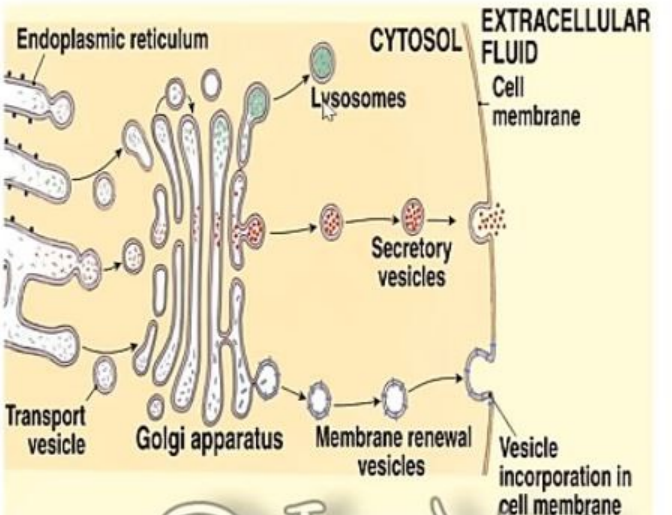 Endoplasmic reticulum
CYTOSOL
EXTRACELLULAR
FLUID
Cell
membrane
Lysosomes
Secretory
vesicles
Transport
vesicle
Golgi apparatus
Membrane renewal
vesicles
Vesicle
incorporation in
cell membrane